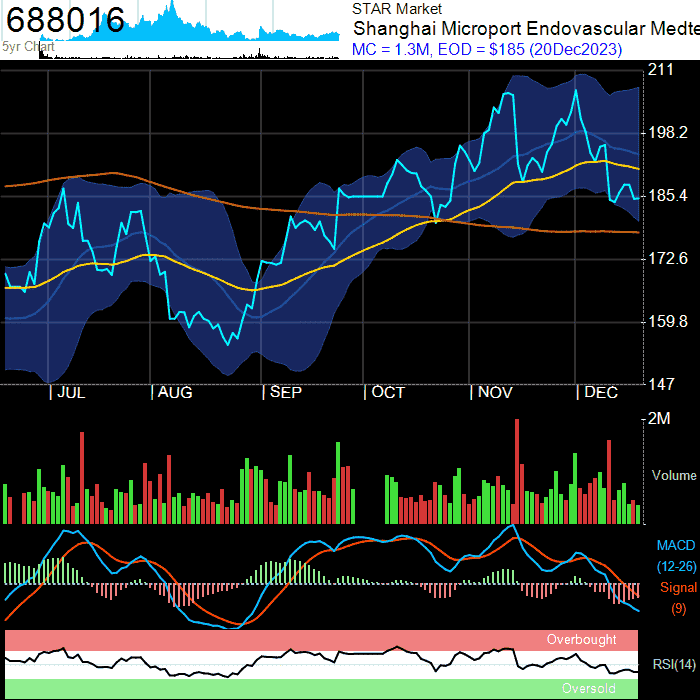 688016
5yr Chart
STAR Market
Shanghai Microport Endovascular Medte
MC = 1.3M, EOD = $185 (20Dec2023)
211
198.2
185.4
172.6
159.8
147
JUL
AUG
SEP
OCT
NOV
DEC
2M
Volume
MACD
(12-26)
Signal
(9)
Overbought
RSI(14)
Oversold